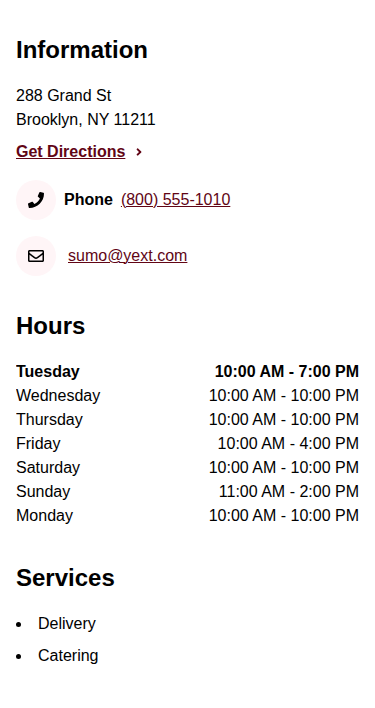 Information
288 Grand St
Brooklyn, NY 11211
Get Directions
Phone (800) 555-1010
sumo@yext.com
Hours
Tuesday 10:00 AM - 7:00 PM
Wednesday 10:00 AM - 10:00 PM
Thursday 10:00 AM - 10:00 PM
Friday 10:00 AM - 4:00 PM
Saturday 10:00 AM - 10:00 PM
Sunday 11:00 AM - 2:00 PM
Monday 10:00 AM - 10:00 PM
Services
• Delivery
• Catering